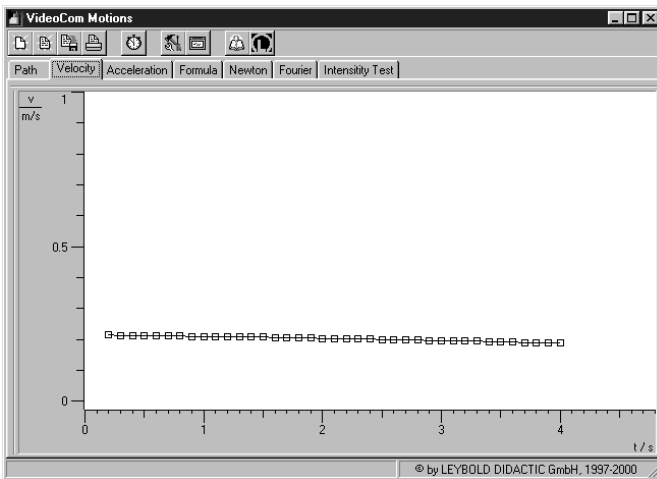 VideoCom Motions
Path Velocity Acceleration Formula Newton Fourier Intensitity Test
v
m/s
1
0.5
0
0 1 2 3 4
t / s
© by LEYBOLD DIDACTIC GmbH, 1997-2000